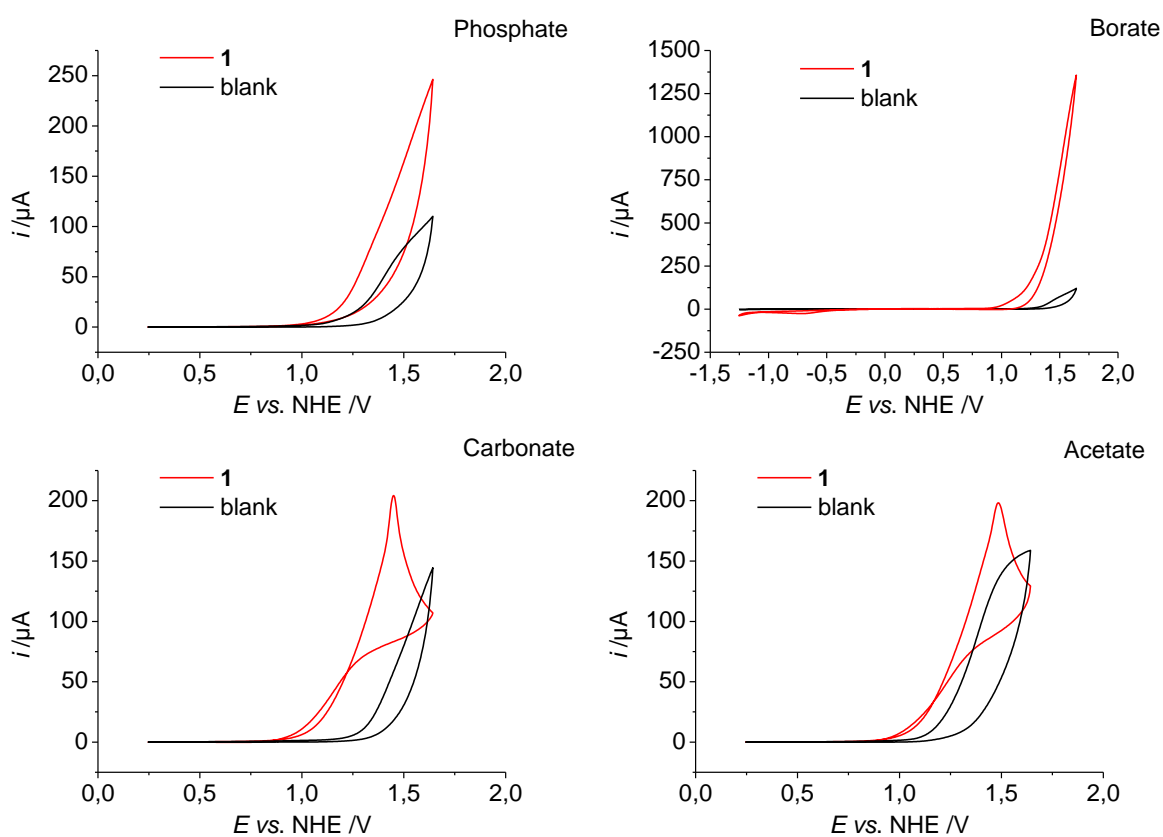 Phosphate
1
blank
250
200
150
100
50
0
i /μA
0,0 0,5 1,0 1,5 2,0
E vs. NHE /V
Borate
1
blank
1500
1250
1000
750
500
250
0
-250
i /μA
-1,5 -1,0 -0,5 0,0 0,5 1,0 1,5 2,0
E vs. NHE /V
Carbonate
1
blank
200
150
100
50
0
i /μA
0,0 0,5 1,0 1,5 2,0
E vs. NHE /V
Acetate
1
blank
200
150
100
50
0
i /μA
0,0 0,5 1,0 1,5 2,0
E vs. NHE /V